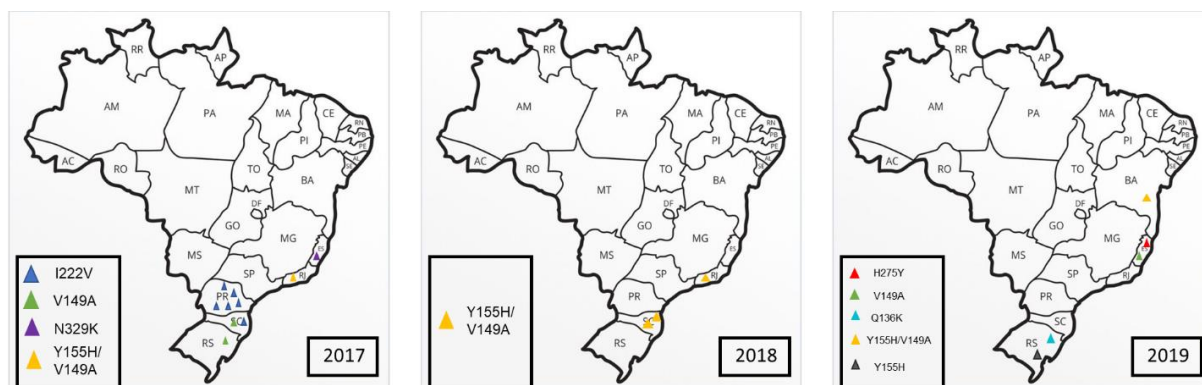 RR
AP
AM
PA
MA
CE
RN
PB
PE
AL
SE
PI
AC
RO
TO
BA
MT
DF
GO
MG
ES
MS
SP
RJ
PR
SC
RS
I222V
V149A
N329K
Y155H/
V149A
2017
RR
AP
AM
PA
MA
CE
RN
PB
PE
AL
SE
PI
AC
RO
TO
BA
MT
DF
GO
MG
ES
MS
SP
RJ
PR
SC
RS
Y155H/
V149A
2018
RR
AP
AM
PA
MA
CE
RN
PB
PE
AL
SE
PI
AC
RO
TO
BA
MT
DF
GO
MG
ES
MS
SP
RJ
PR
SC
RS
H275Y
V149A
Q136K
Y155H/V149A
Y155H
2019